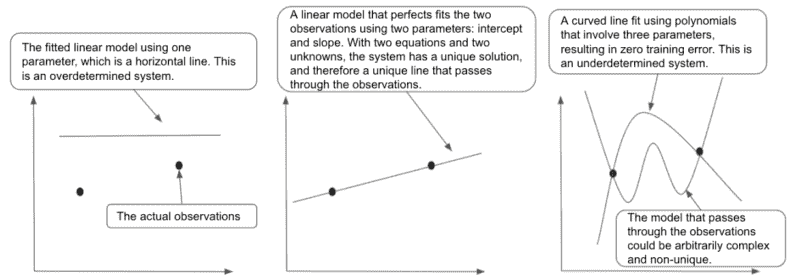 The fitted linear model using one
parameter, which is a horizontal line. This
is an overdetermined system.
The actual observations
A linear model that perfects fits the two
observations using two parameters: intercept
and slope. With two equations and two
unknowns, the system has a unique solution,
and therefore a unique line that passes
through the observations.
A curved line fit using polynomials
that involve three parameters,
resulting in zero training error. This is
an underdetermined system.
The model that passes
through the observations
could be arbitrarily complex
and non-unique.